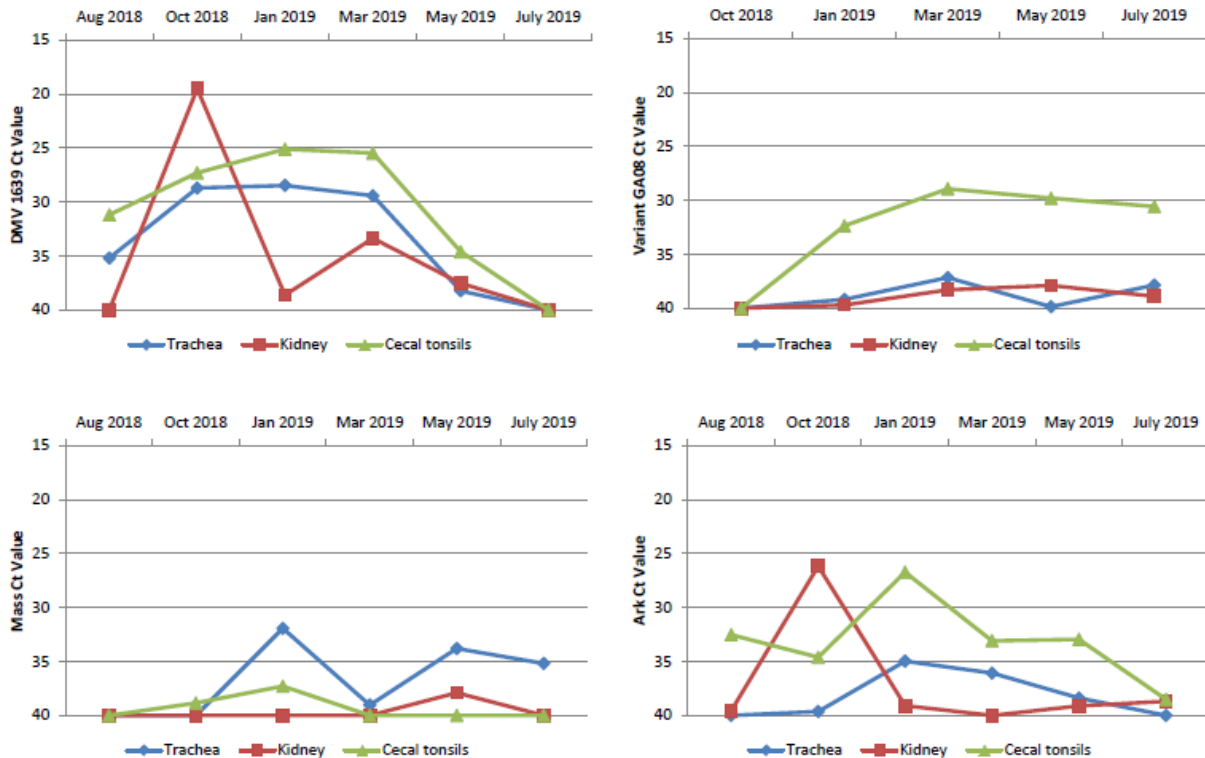 Aug 2018 Oct 2018 Jan 2019 Mar 2019 May 2019 July 2019
15
20
25
30
35
40
DMV 1639 Ct Value
Trachea Kidney Cecal tonsils
Oct 2018 Jan 2019 Mar 2019 May 2019 July 2019
15
20
25
30
35
40
Variant GA08 Ct Value
Trachea Kidney Cecal tonsils
Aug 2018 Oct 2018 Jan 2019 Mar 2019 May 2019 July 2019
15
20
25
30
35
40
Mass Ct Value
Trachea Kidney Cecal tonsils
Aug 2018 Oct 2018 Jan 2019 Mar 2019 May 2019 July 2019
15
20
25
30
35
40
Ark Ct Value
Trachea Kidney Cecal tonsils